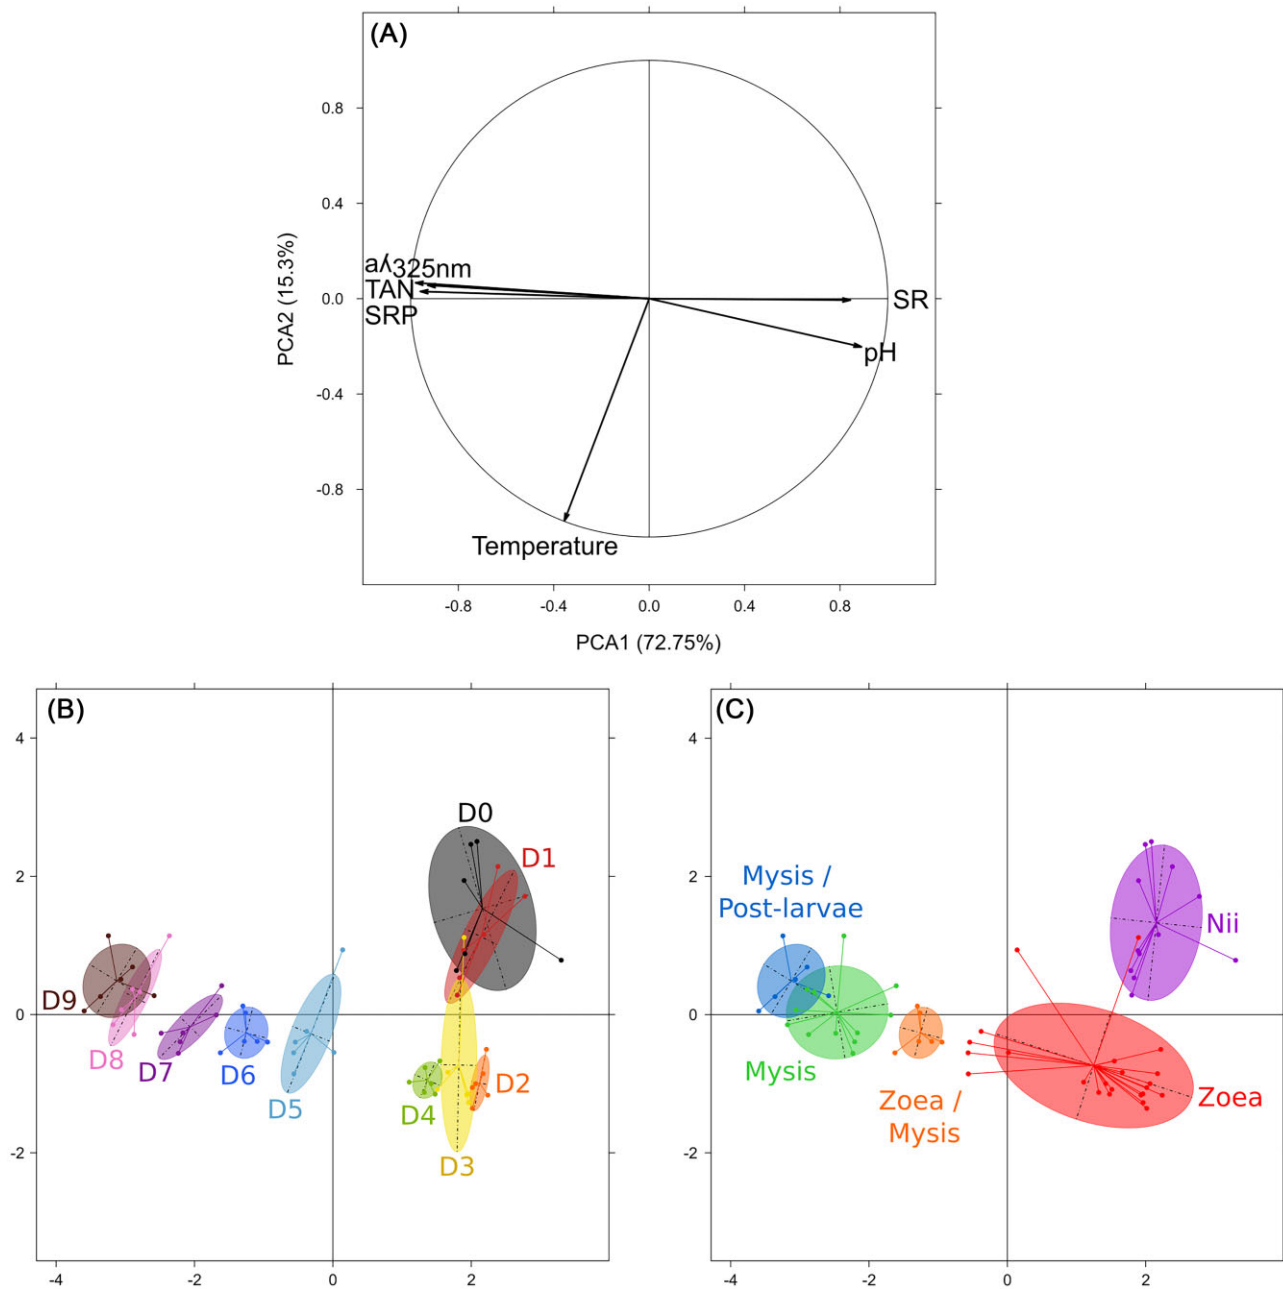 (A)
0.8
0.4
0.0
-0.4
-0.8
PCA2 (15.3%)
aʎ325nm
TAN
SRP
SR
pH
Temperature
-0.8
-0.4
0.0
0.4
0.8
PCA1 (72.75%)
(B)
4
2
0
-2
D0
D1
D2
D3
D4
D5
D6
D7
D8
D9
-4
-2
0
2
(C)
4
2
0
-2
Mysis /
Post-larvae
Nii
Mysis
Zoea /
Mysis
Zoea
-4
-2
0
2